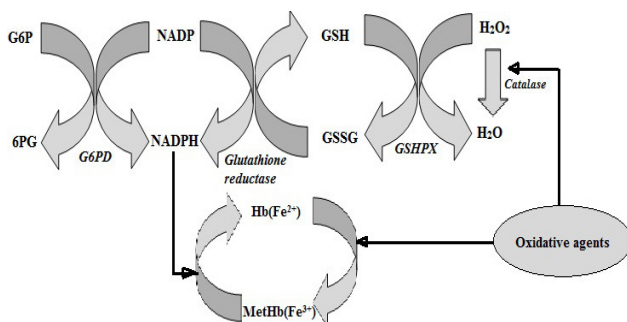 G6P
NADP
GSH
H₂O₂
Catalase
6PG
G6PD
NADPH
Glutathione
reductase
GSSG
GSHPX
H₂O
Hb(Fe²⁺)
Oxidative agents
MetHb(Fe³⁺)